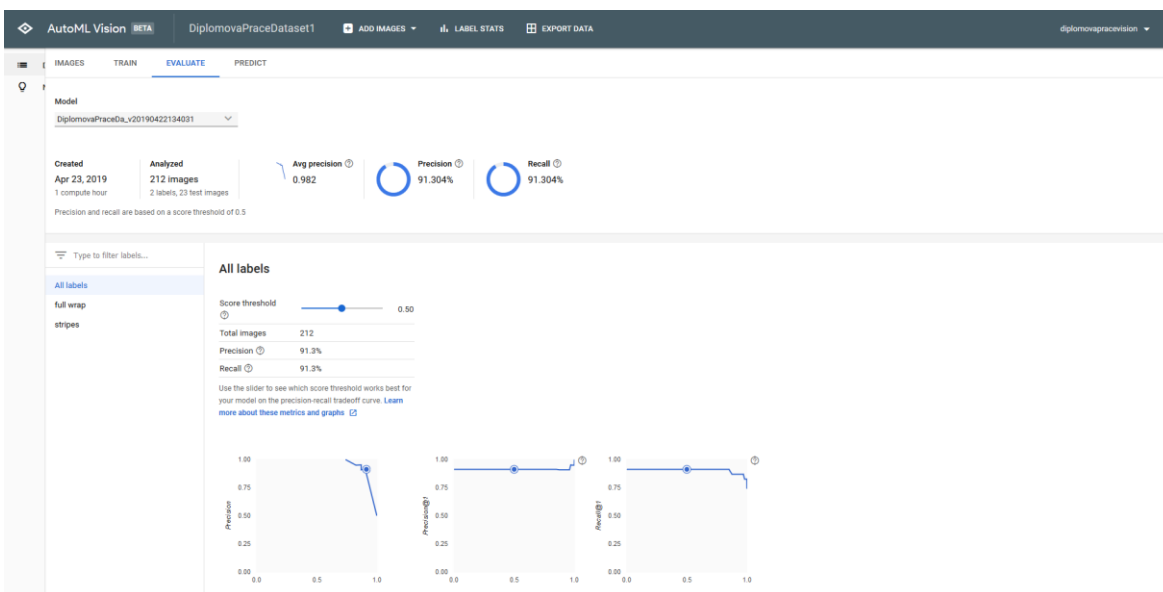 AutoML Vision BETA DiplomovaPraceDataset1 ADD IMAGES LABEL STATS EXPORT DATA diplomovapracevision
IMAGES TRAIN EVALUATE PREDICT
Model
DiplomovaPraceDa_v20190422134031
Created Analyzed Avg precision Precision Recall
Apr 23, 2019 212 images 0.982 91.304% 91.304%
1 compute hour 2 labels, 23 test images
Precision and recall are based on a score threshold of 0.5
Type to filter labels...
All labels
full wrap
stripes
All labels
Score threshold 0.50
Total images 212
Precision 91.3%
Recall 91.3%
Use the slider to see which score threshold works best for
your model on the precision-recall tradeoff curve. Learn
more about these metrics and graphs
Precision
1.00
0.75
0.50
0.25
0.00
0.0 0.5 1.0
Precision@1
1.00
0.75
0.50
0.25
0.00
0.0 0.5 1.0
Recall@1
1.00
0.75
0.50
0.25
0.00
0.0 0.5 1.0